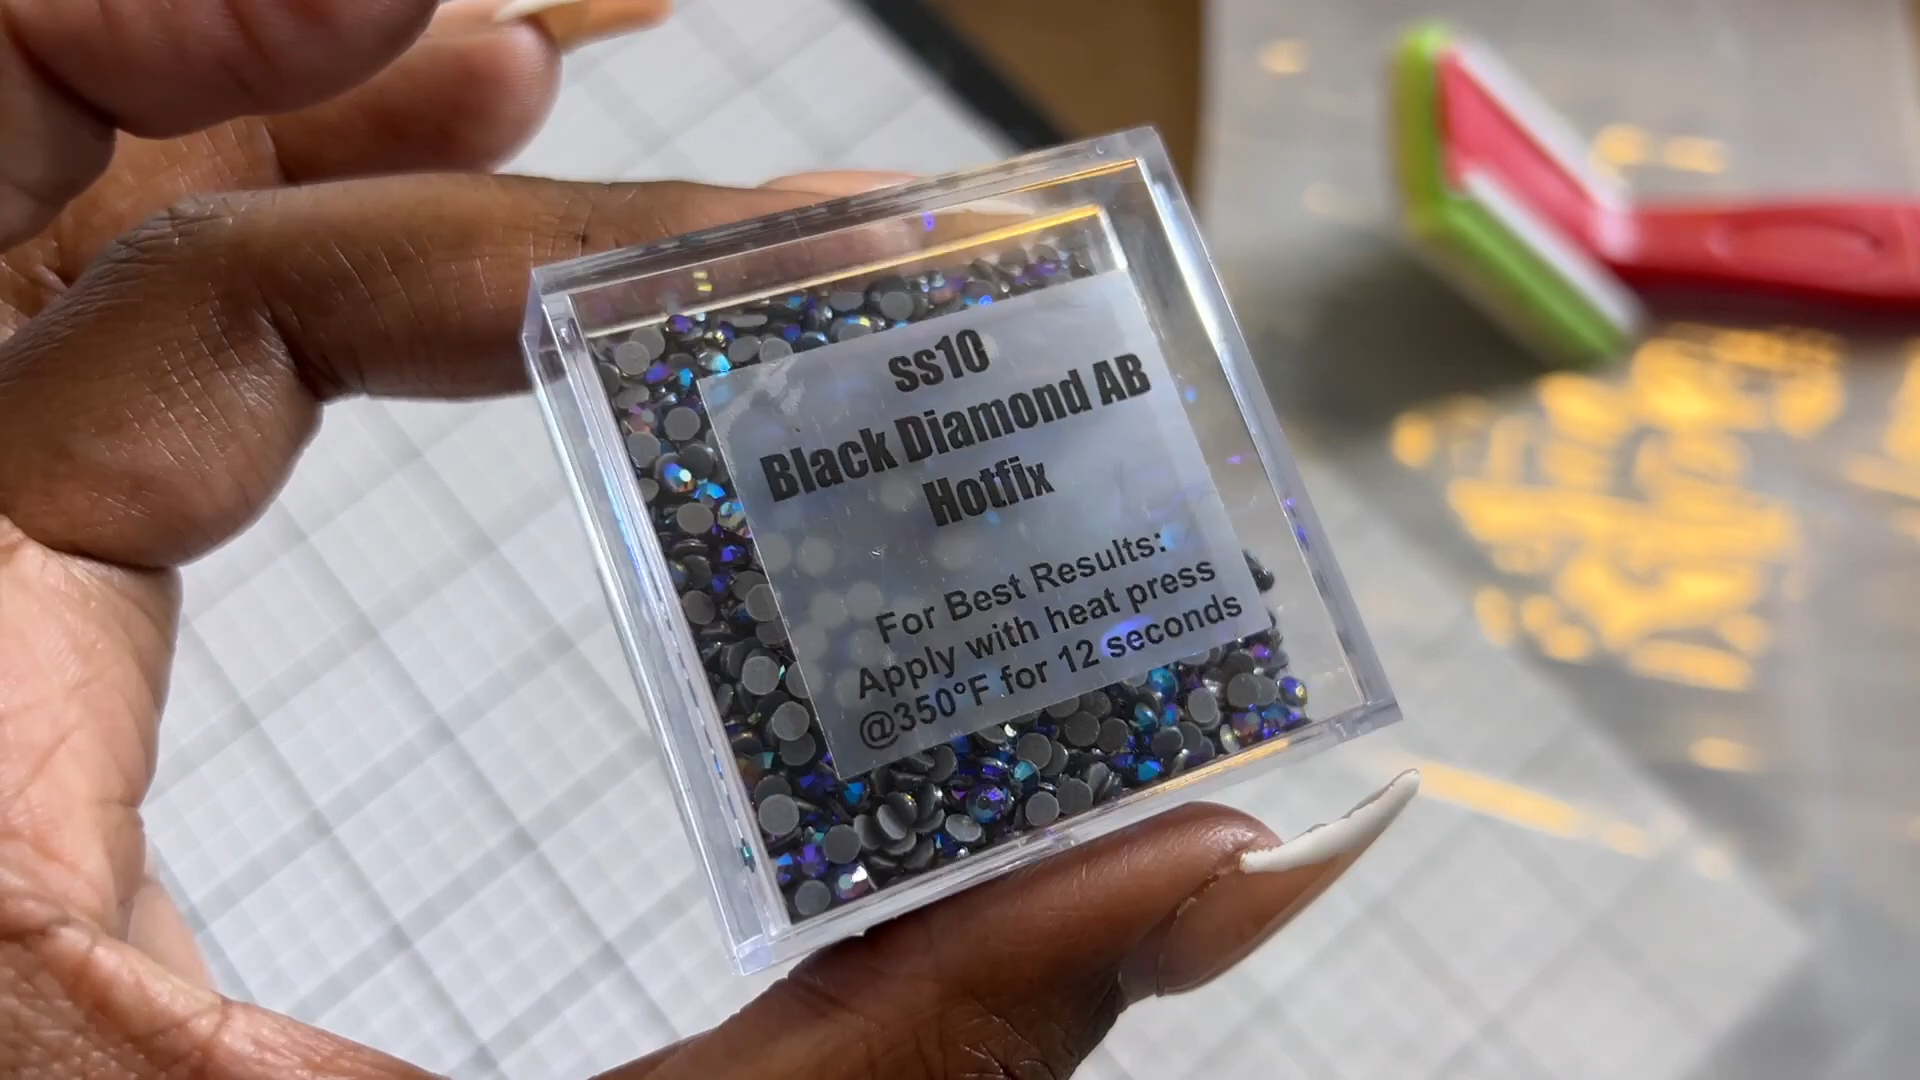 ss10
Black Diamond AB
Hotfix
For Best Results:
Apply with heat press
@350°F for 12 seconds